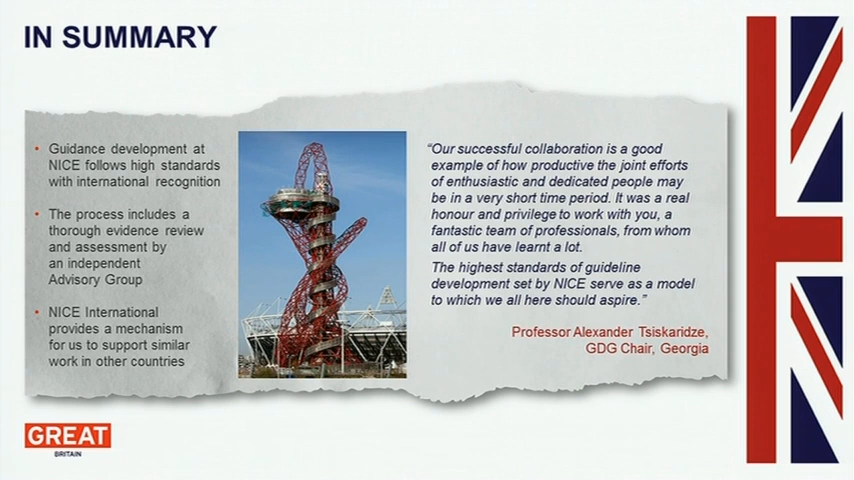 IN SUMMARY
• Guidance development at
NICE follows high standards
with international recognition
• The process includes a
thorough evidence review
and assessment by
an independent
Advisory Group
• NICE International
provides a mechanism
for us to support similar
work in other countries
“Our successful collaboration is a good
example of how productive the joint efforts
of enthusiastic and dedicated people may
be in a very short time period. It was a real
honour and privilege to work with you, a
fantastic team of professionals, from whom
all of us have learnt a lot.
The highest standards of guideline
development set by NICE serve as a model
to which we all here should aspire.”
Professor Alexander Tsiskaridze,
GDG Chair, Georgia
GREAT
BRITAIN